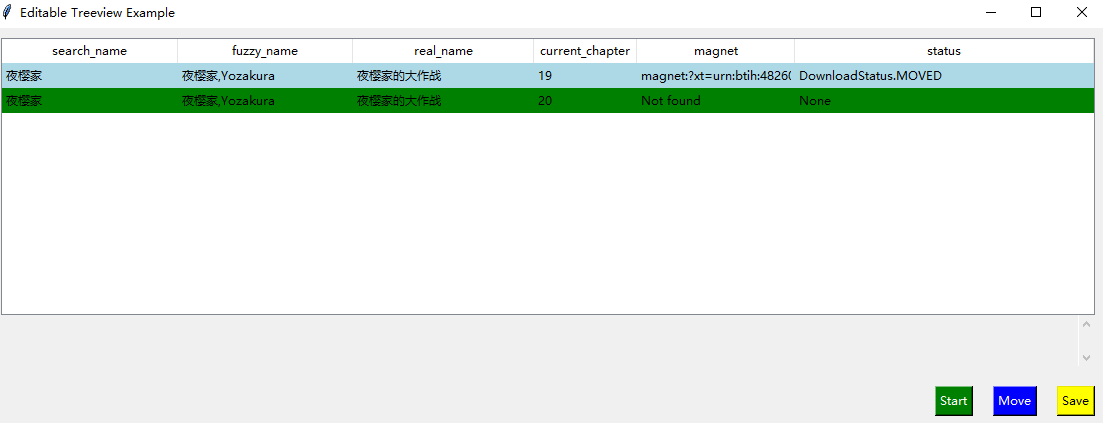 Editable Treeview Example
search_name fuzzy_name real_name current_chapter magnet status
夜樱家 夜樱家,Yozakura 夜樱家的大作战 19 magnet:?xt=urn:btih:48260 DownloadStatus.MOVED
夜樱家 夜樱家,Yozakura 夜樱家的大作战 20 Not found None
Start Move Save